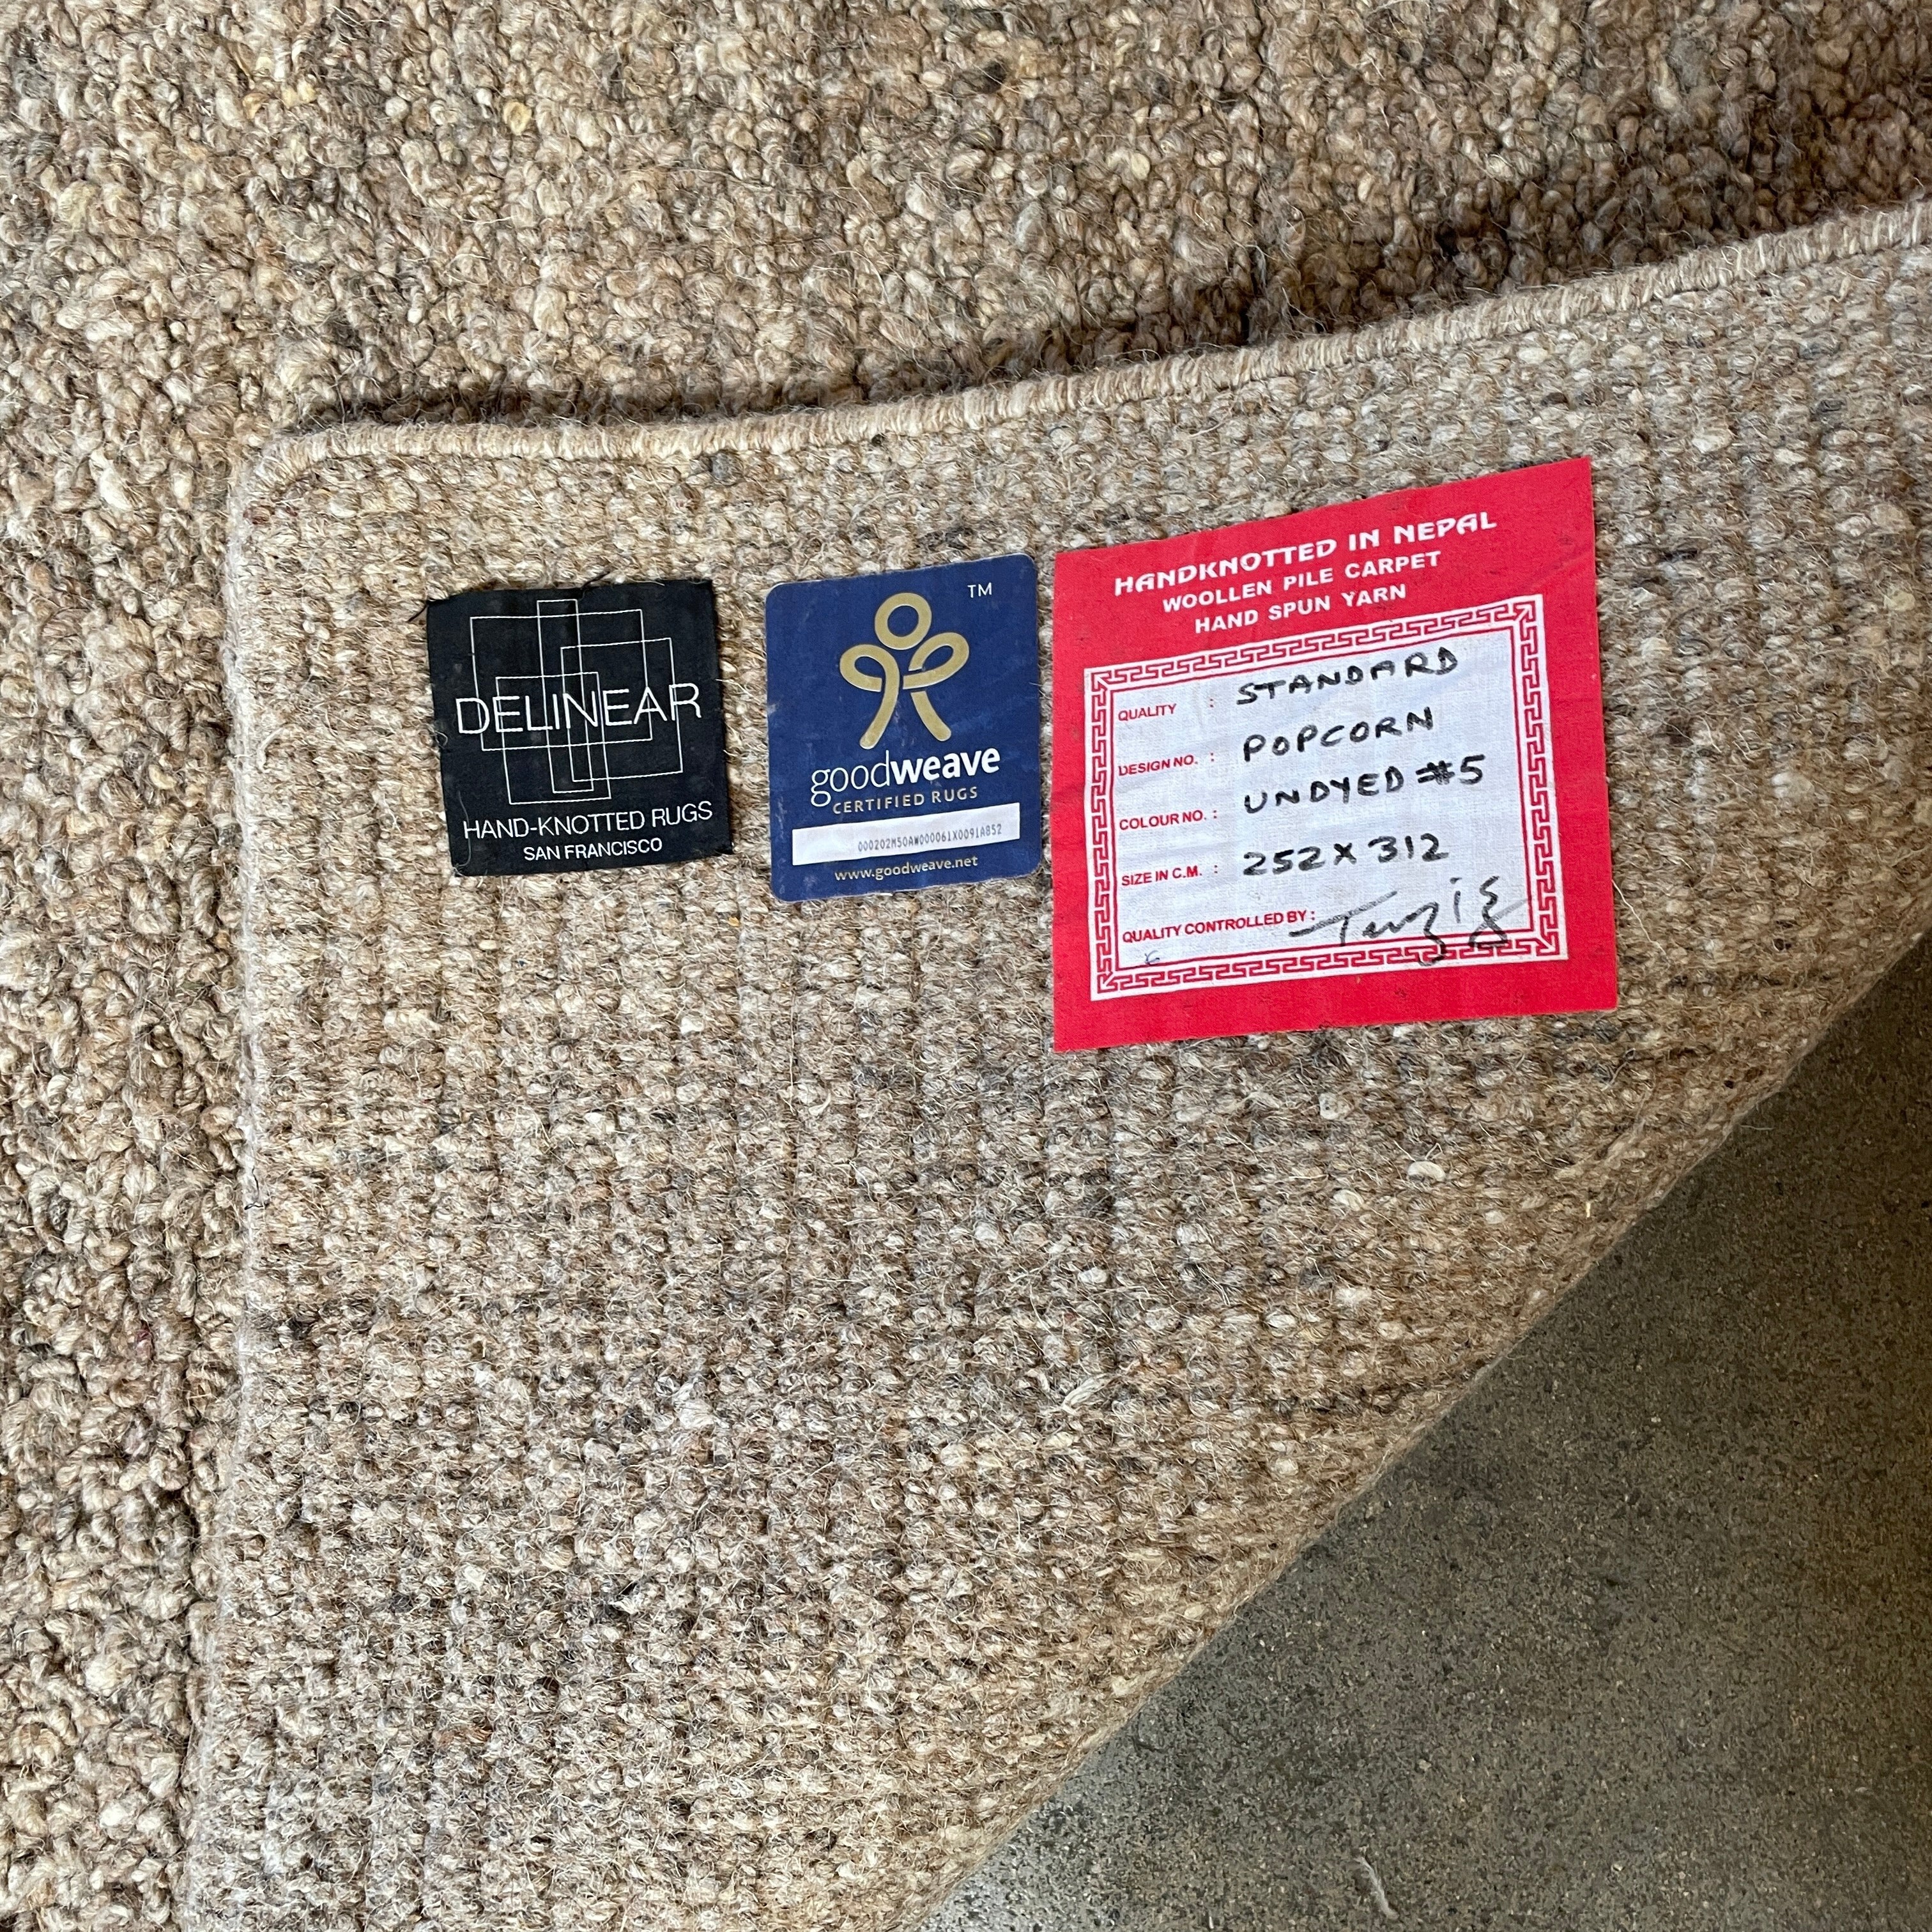 DELINEAR
HAND-KNOTTED RUGS
SAN FRANCISCO
TM
goodweave
CERTIFIED RUGS
000202M50AW000061X0091A852
www.goodweave.net
HANDKNOTTED IN NEPAL
WOOLLEN PILE CARPET
HAND SPUN YARN
QUALITY : STANDARD
DESIGN NO. : POPCORN
COLOUR NO. : UNDYED #5
SIZE IN C.M. : 252 X 312
QUALITY CONTROLLED BY :